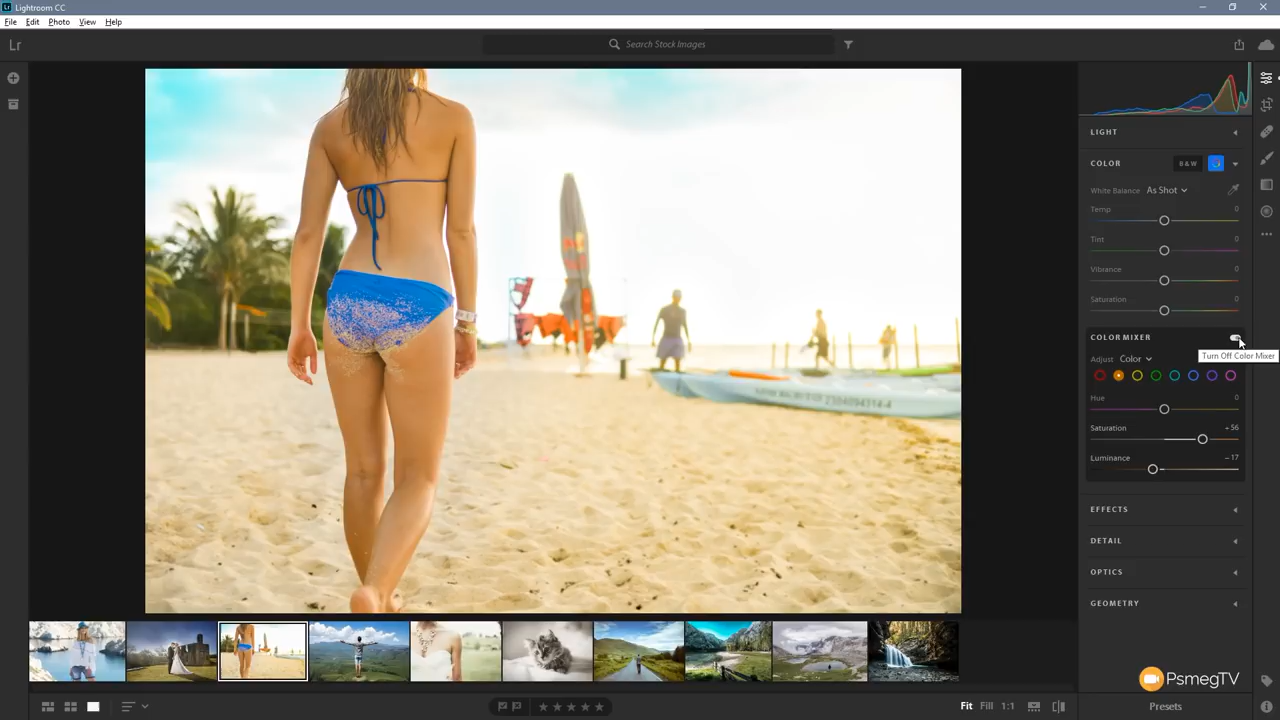 Lr Lightroom CC
File Edit Photo View Help
Lr
Search Stock Images
LIGHT
COLOR B&W
White Balance As Shot
Temp 0
Tint 0
Vibrance 0
Saturation 0
COLOR MIXER
Turn Off Color Mixer
Adjust Color
Hue 0
Saturation + 56
Luminance – 17
EFFECTS
DETAIL
OPTICS
GEOMETRY
PsmegTV
Fit Fill 1:1
Presets